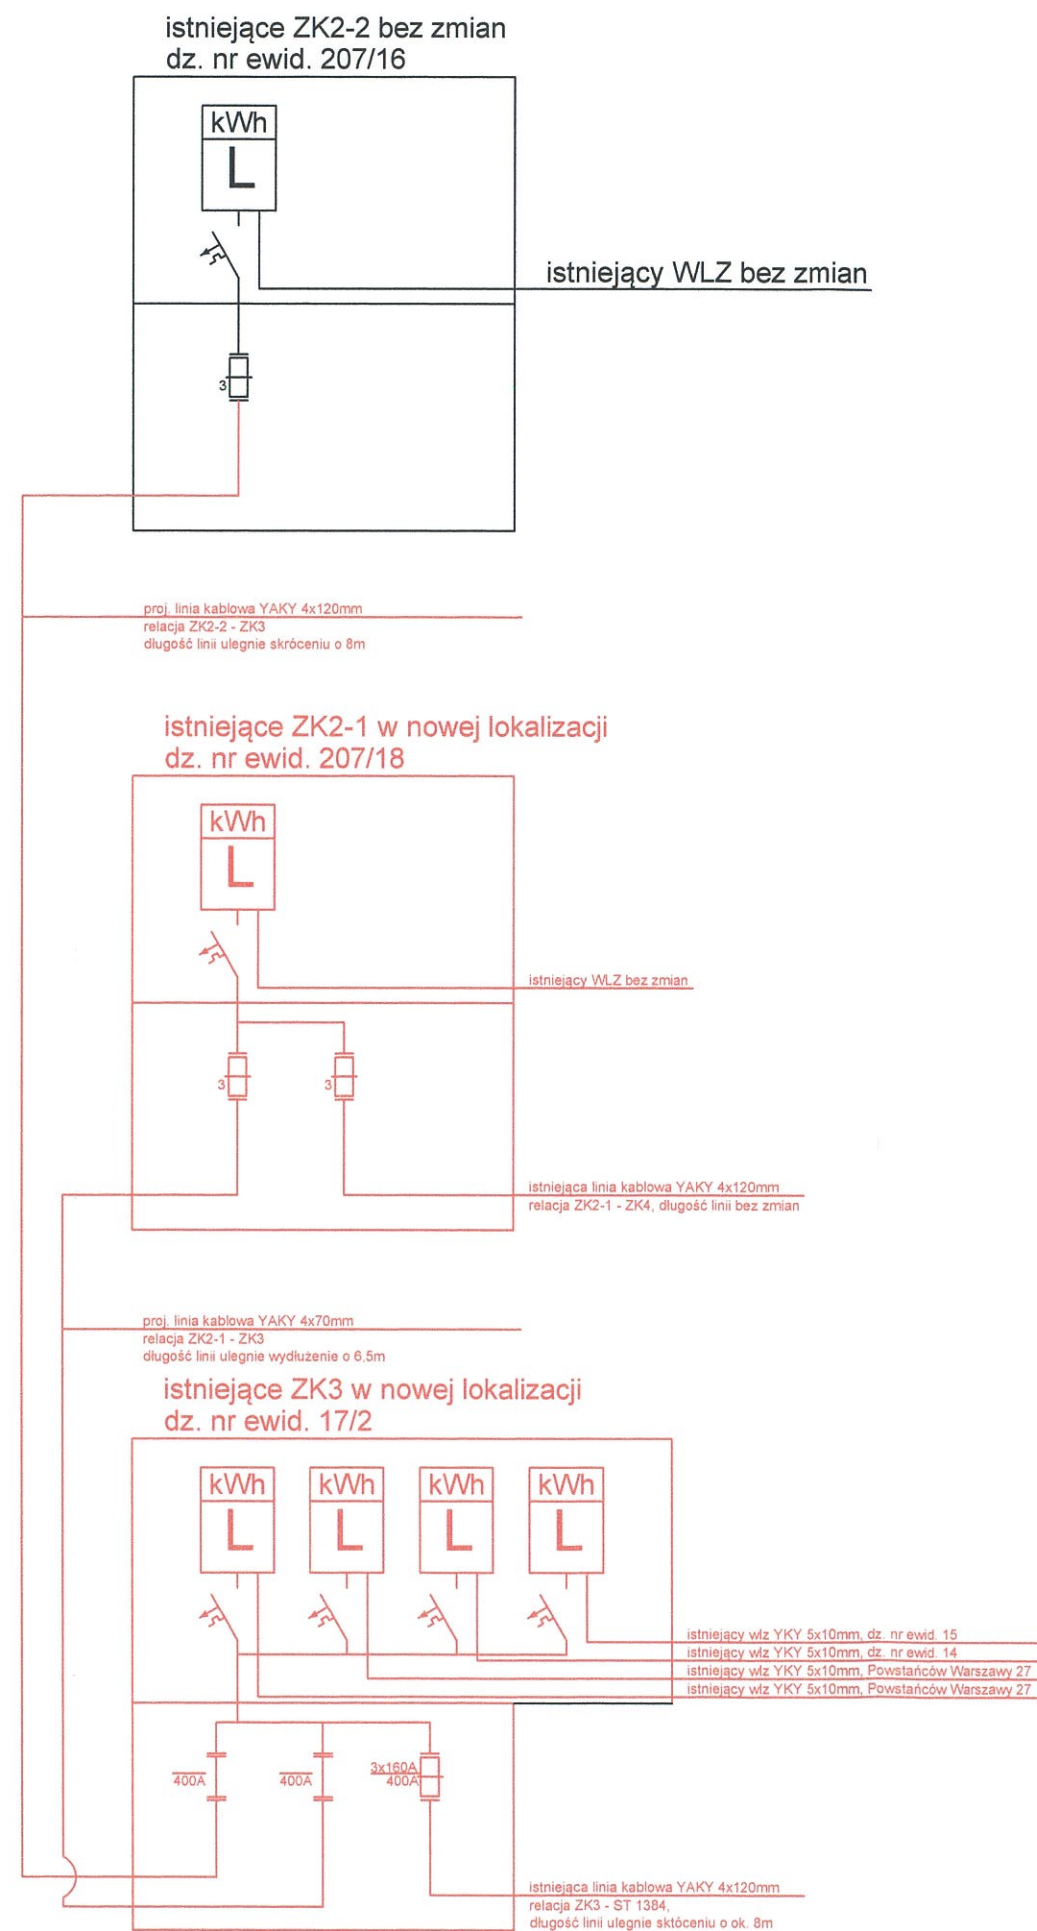 istniejące ZK2-2 bez zmian
dz. nr ewid. 207/16
kWh
L
istniejący WLZ bez zmian
3
proj. linia kablowa YAKY 4x120mm
relacja ZK2-2 - ZK3
długość linii ulegnie skróceniu o 8m
istniejące ZK2-1 w nowej lokalizacji
dz. nr ewid. 207/18
kWh
L
istniejący WLZ bez zmian
3 3
istniejąca linia kablowa YAKY 4x120mm
relacja ZK2-1 - ZK4, długość linii bez zmian
proj. linia kablowa YAKY 4x70mm
relacja ZK2-1 - ZK3
długość linii ulegnie wydłużenie o 6,5m
istniejące ZK3 w nowej lokalizacji
dz. nr ewid. 17/2
kWh kWh kWh kWh
L L L L
istniejący wlz YKY 5x10mm, dz. nr ewid. 15
istniejący wlz YKY 5x10mm, dz. nr ewid. 14
istniejący wlz YKY 5x10mm, Powstańców Warszawy 27
istniejący wlz YKY 5x10mm, Powstańców Warszawy 27
3x160A
400A 400A 400A
istniejąca linia kablowa YAKY 4x120mm
relacja ZK3 - ST 1384,
długość linii ulegnie sktóceniu o ok. 8m